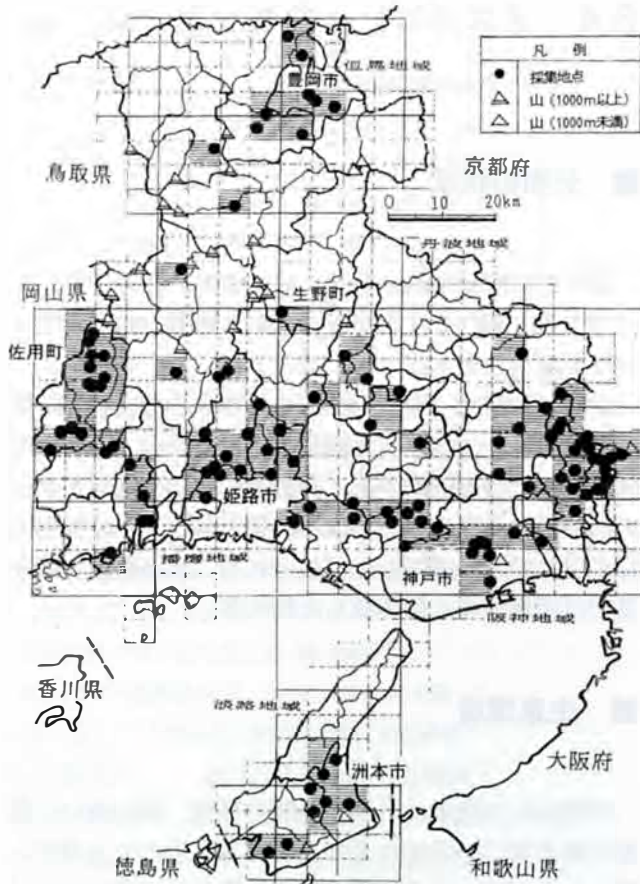 但馬地域
豊岡市
凡 例
採集地点
山（1000m以上）
山（1000m未満）
鳥取県
京都府
0 10 20km
丹波地域
岡山県
生野町
佐用町
姫路市
播磨地域
神戸市
阪神地域
香川県
淡路地域
洲本市
大阪府
徳島県
和歌山県